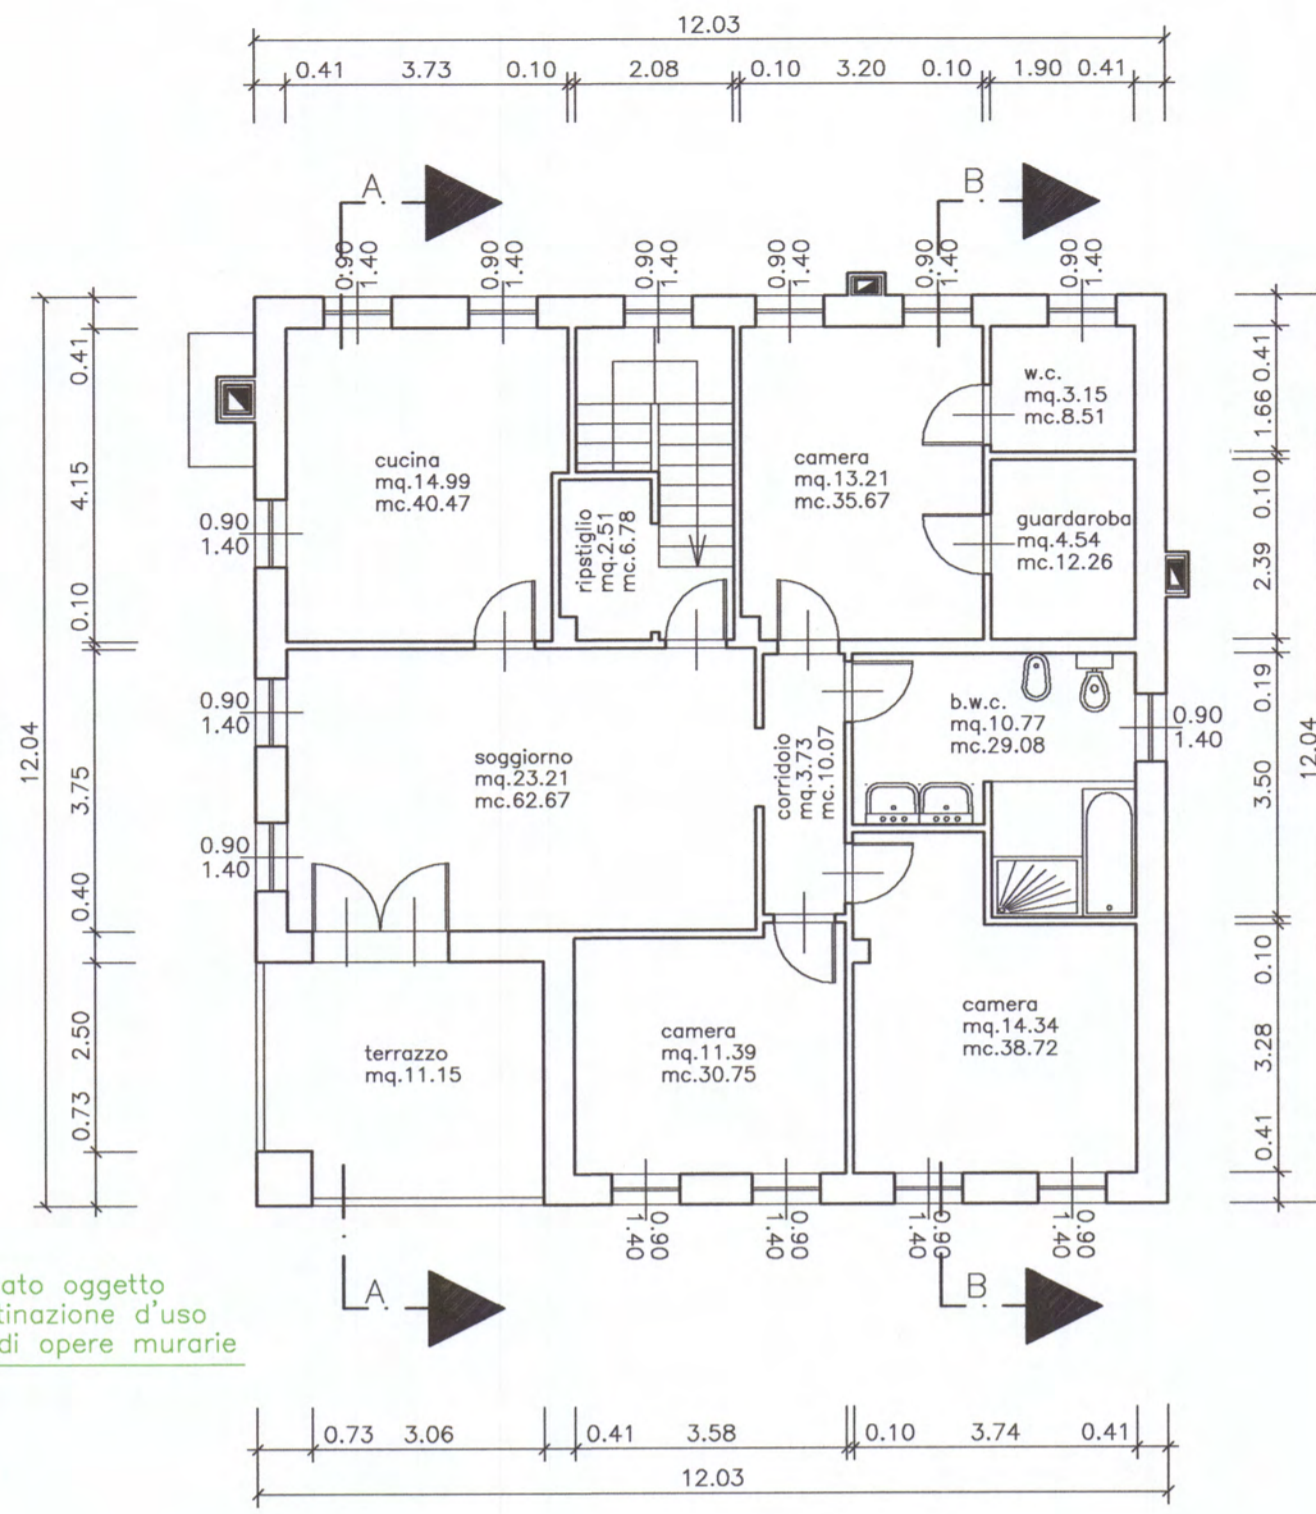 12.03
0.41 3.73 0.10 2.08 0.10 3.20 0.10 1.90 0.41
A
B
0.90
1.40
0.90
1.40
0.90
1.40
0.90
1.40
0.90
1.40
0.90
1.40
12.04
0.41
4.15
0.10
3.75
0.40
2.50
0.73
0.90
1.40
0.90
1.40
0.90
1.40
cucina
mq.14.99
mc.40.47
ripstiglio
mq.2.51
mc.6.78
camera
mq.13.21
mc.35.67
w.c.
mq.3.15
mc.8.51
guardaroba
mq.4.54
mc.12.26
soggiorno
mq.23.21
mc.62.67
corridoio
mq.3.73
mc.10.07
b.w.c.
mq.10.77
mc.29.08
0.90
1.40
terrazzo
mq.11.15
camera
mq.11.39
mc.30.75
camera
mq.14.34
mc.38.72
0.41
1.66
0.10
2.39
0.19
3.50
0.10
3.28
0.41
12.04
0.90
1.40
0.90
1.40
0.90
1.40
0.90
1.40
A
B
ato oggetto
tinazione d'uso
di opere murarie
0.73 3.06 0.41 3.58 0.10 3.74 0.41
12.03